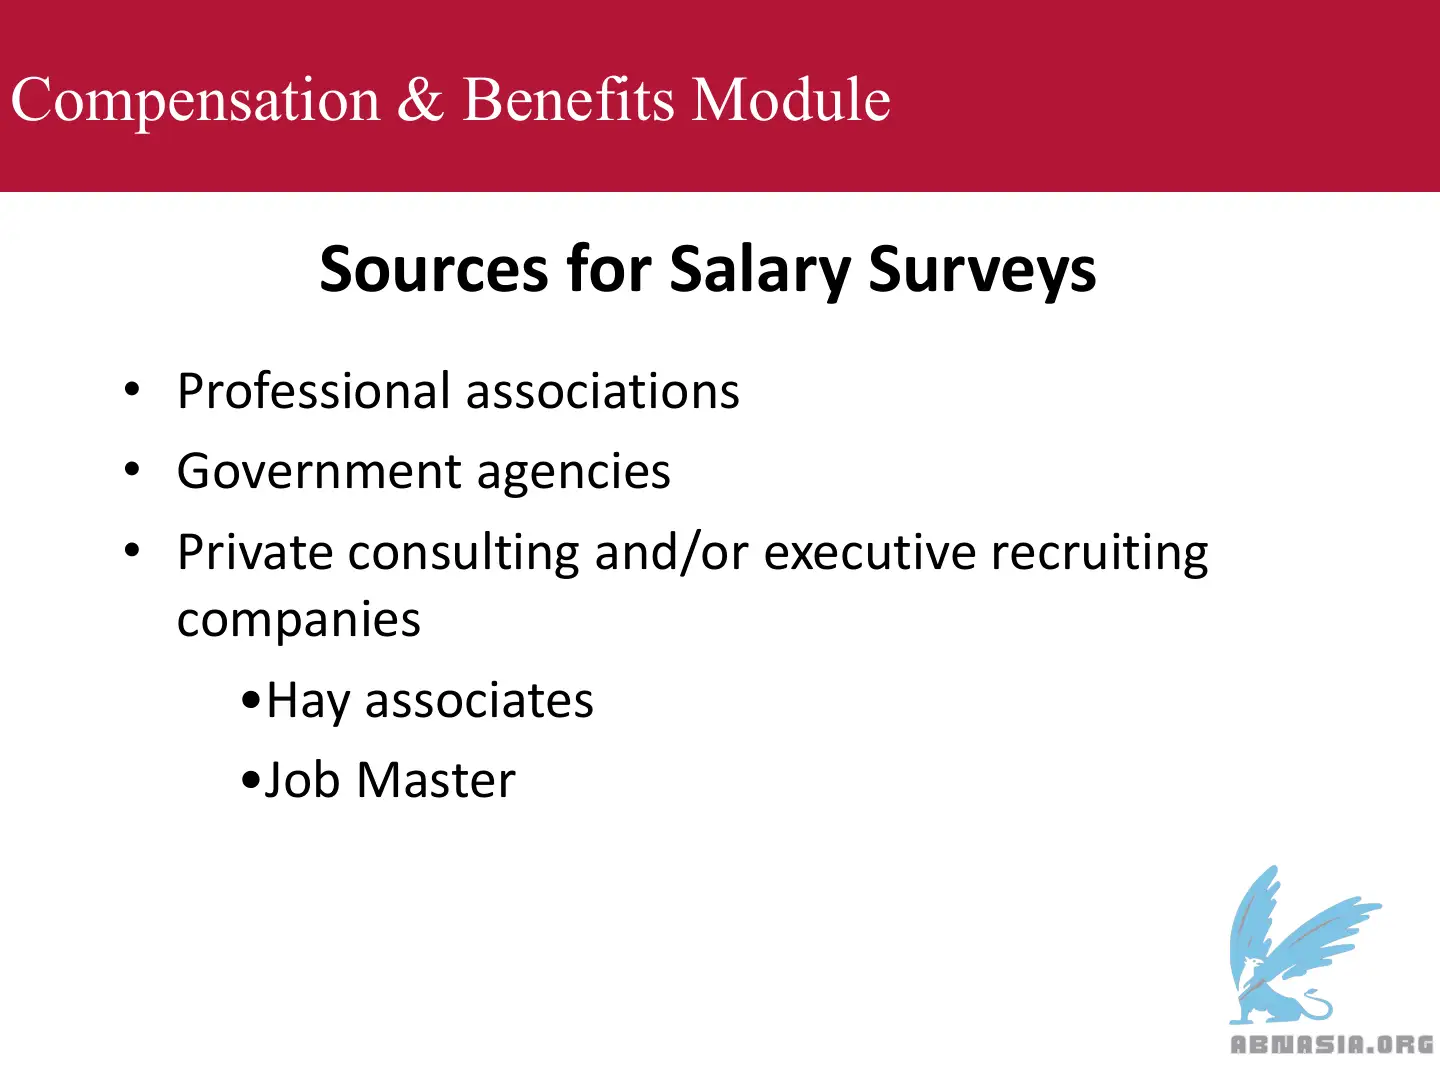 Compensation & Benefits Module
Sources for Salary Surveys
• Professional associations
• Government agencies
• Private consulting and/or executive recruiting
companies
•Hay associates
•Job Master
ABNASIA.ORG